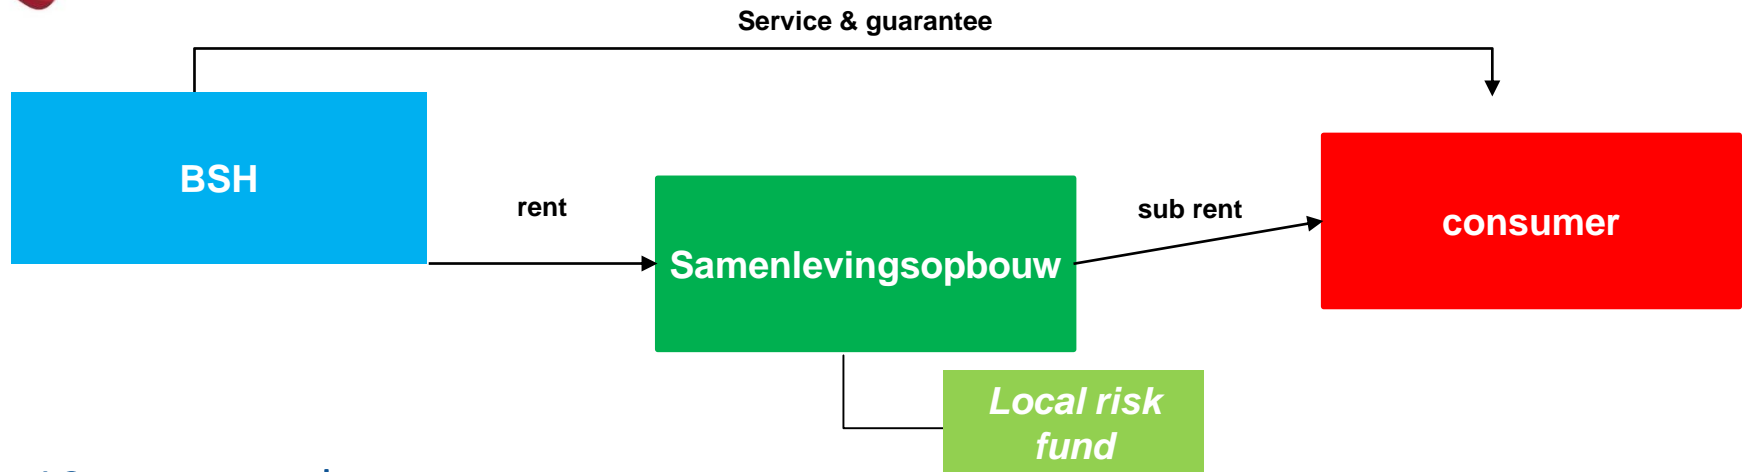 Service & guarantee
BSH
rent
Samenlevingsopbouw
sub rent
consumer
Local risk
fund